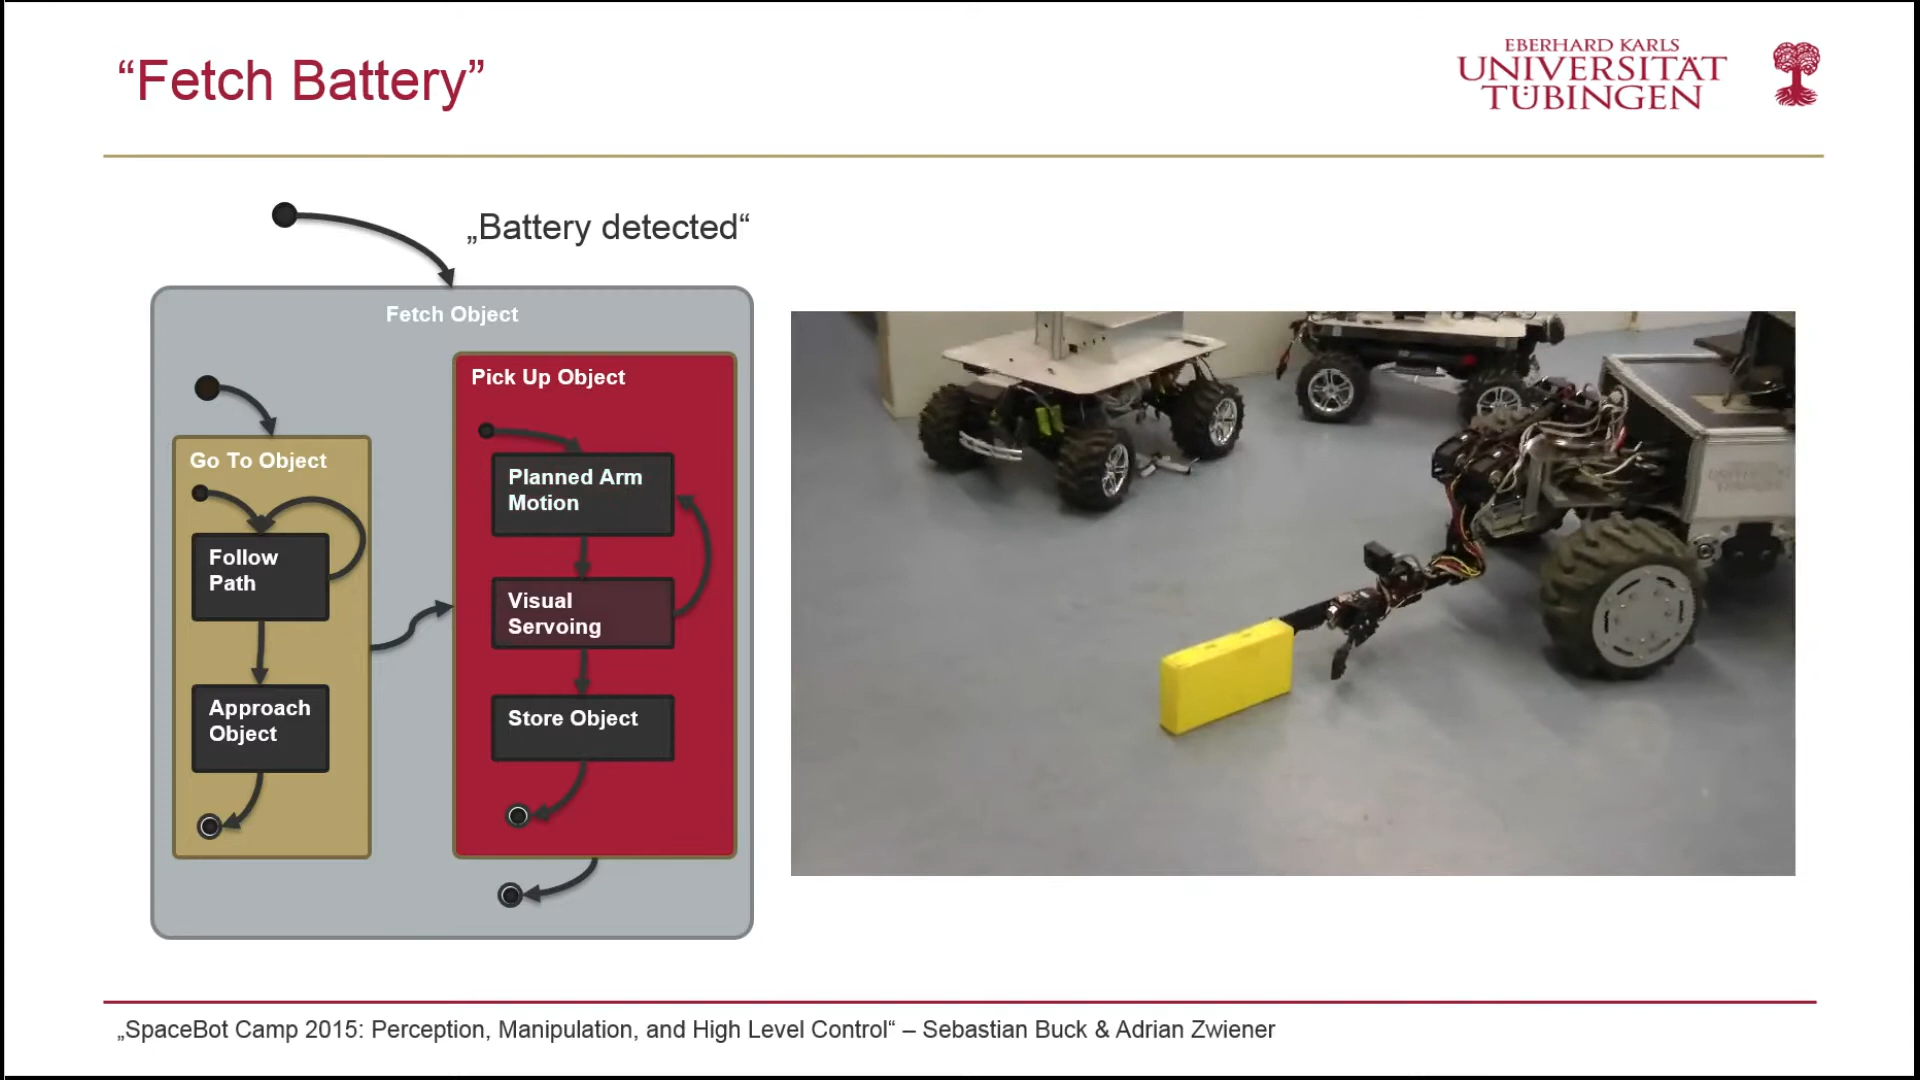 “Fetch Battery”
EBERHARD KARLS
UNIVERSITÄT
TÜBINGEN
„Battery detected“
Fetch Object
Go To Object
Follow
Path
Approach
Object
Pick Up Object
Planned Arm
Motion
Visual
Servoing
Store Object
UNIVERSITÄT
TÜBINGEN
„SpaceBot Camp 2015: Perception, Manipulation, and High Level Control“ – Sebastian Buck & Adrian Zwiener